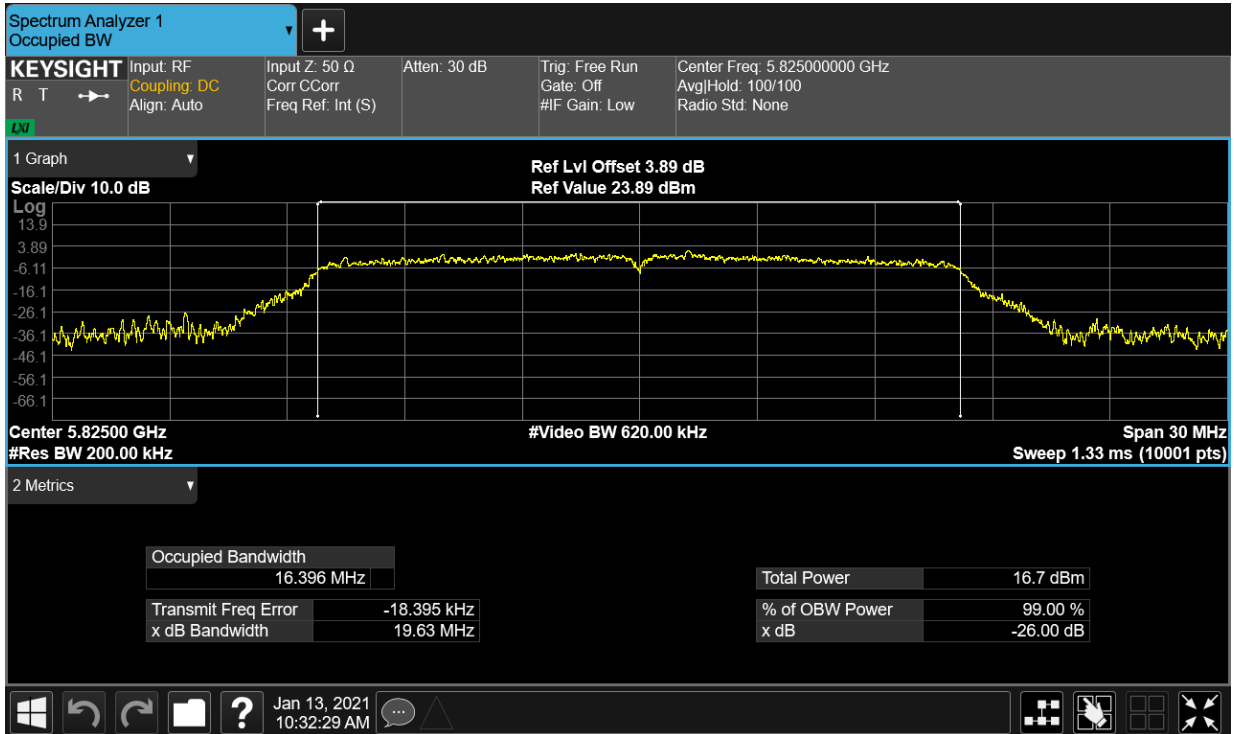 Spectrum Analyzer 1
Occupied BW
KEYSIGHT
R T
LXI
Input: RF
Coupling: DC
Align: Auto
Input Z: 50 Ω
Corr CCorr
Freq Ref: Int (S)
Atten: 30 dB
Trig: Free Run
Gate: Off
#IF Gain: Low
Center Freq: 5.825000000 GHz
Avg|Hold: 100/100
Radio Std: None
1 Graph
Scale/Div 10.0 dB
Ref Lvl Offset 3.89 dB
Ref Value 23.89 dBm
Log
13.9
3.89
-6.11
-16.1
-26.1
-36.1
-46.1
-56.1
-66.1
Center 5.82500 GHz
#Res BW 200.00 kHz
#Video BW 620.00 kHz
Span 30 MHz
Sweep 1.33 ms (10001 pts)
2 Metrics
Occupied Bandwidth
16.396 MHz
Transmit Freq Error -18.395 kHz
x dB Bandwidth 19.63 MHz
Total Power 16.7 dBm
% of OBW Power 99.00 %
x dB -26.00 dB
?
Jan 13, 2021
10:32:29 AM